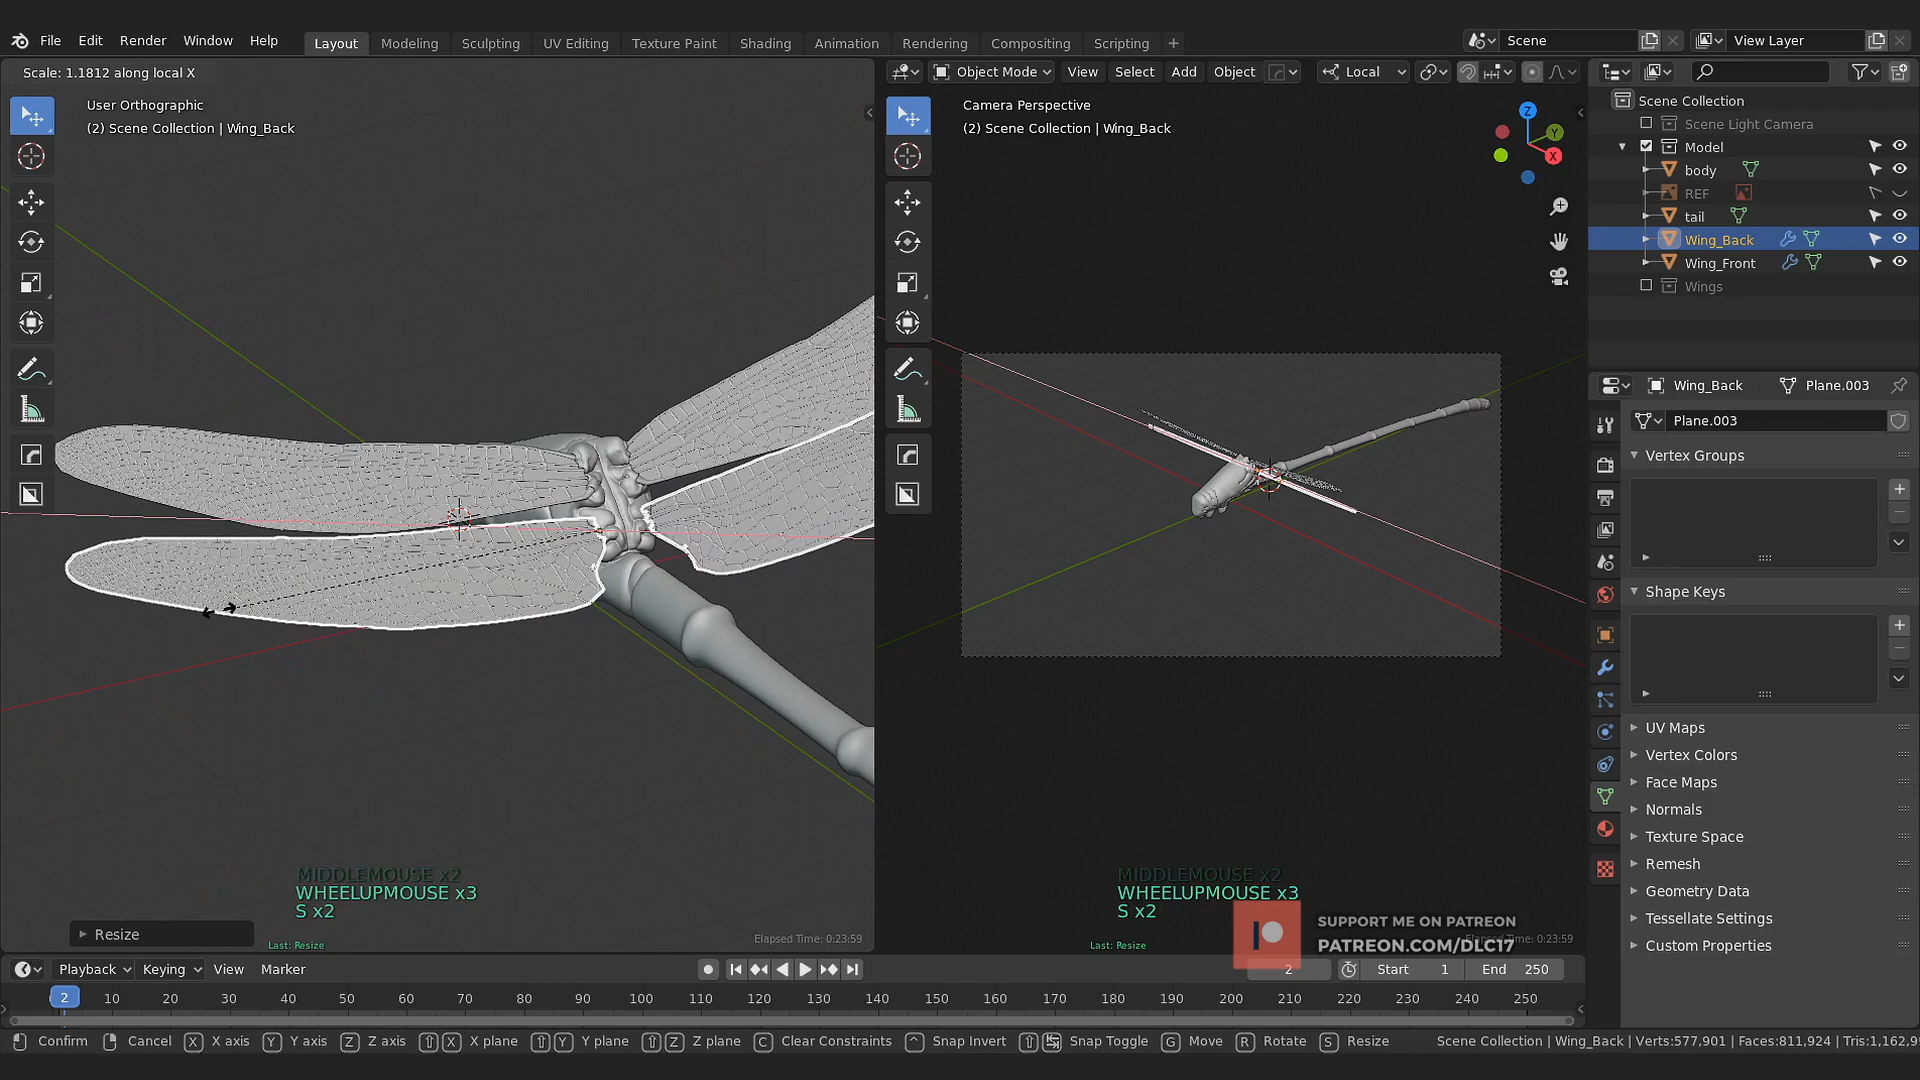 File Edit Render Window Help Layout Modeling Sculpting UV Editing Texture Paint Shading Animation Rendering Compositing Scripting + Scene View Layer
Scale: 1.1812 along local X
Object Mode View Select Add Object Local
User Orthographic
(2) Scene Collection | Wing_Back
Camera Perspective
(2) Scene Collection | Wing_Back
Z
Y
X
Scene Collection
Scene Light Camera
Model
body
REF
tail
Wing_Back
Wing_Front
Wings
Wing_Back Plane.003
Plane.003
Vertex Groups
Shape Keys
UV Maps
Vertex Colors
Face Maps
Normals
Texture Space
Remesh
Geometry Data
Tessellate Settings
Custom Properties
MIDDLEMOUSE x2
WHEELUPMOUSE x3
S x2
Resize
Last: Resize
Elapsed Time: 0:23:59
MIDDLEMOUSE x2
WHEELUPMOUSE x3
S x2
Last: Resize
SUPPORT ME ON PATREON
PATREON.COM/DLC17
Elapsed Time: 0:23:59
Playback Keying View Marker 2 Start 1 End 250
2 10 20 30 40 50 60 70 80 90 100 110 120 130 140 150 160 170 180 190 200 210 220 230 240 250
Confirm Cancel X X axis Y Y axis Z Z axis X X plane Y Y plane Z Z plane C Clear Constraints Snap Invert Snap Toggle G Move R Rotate S Resize Scene Collection | Wing_Back | Verts:577,901 | Faces:811,924 | Tris:1,162,9